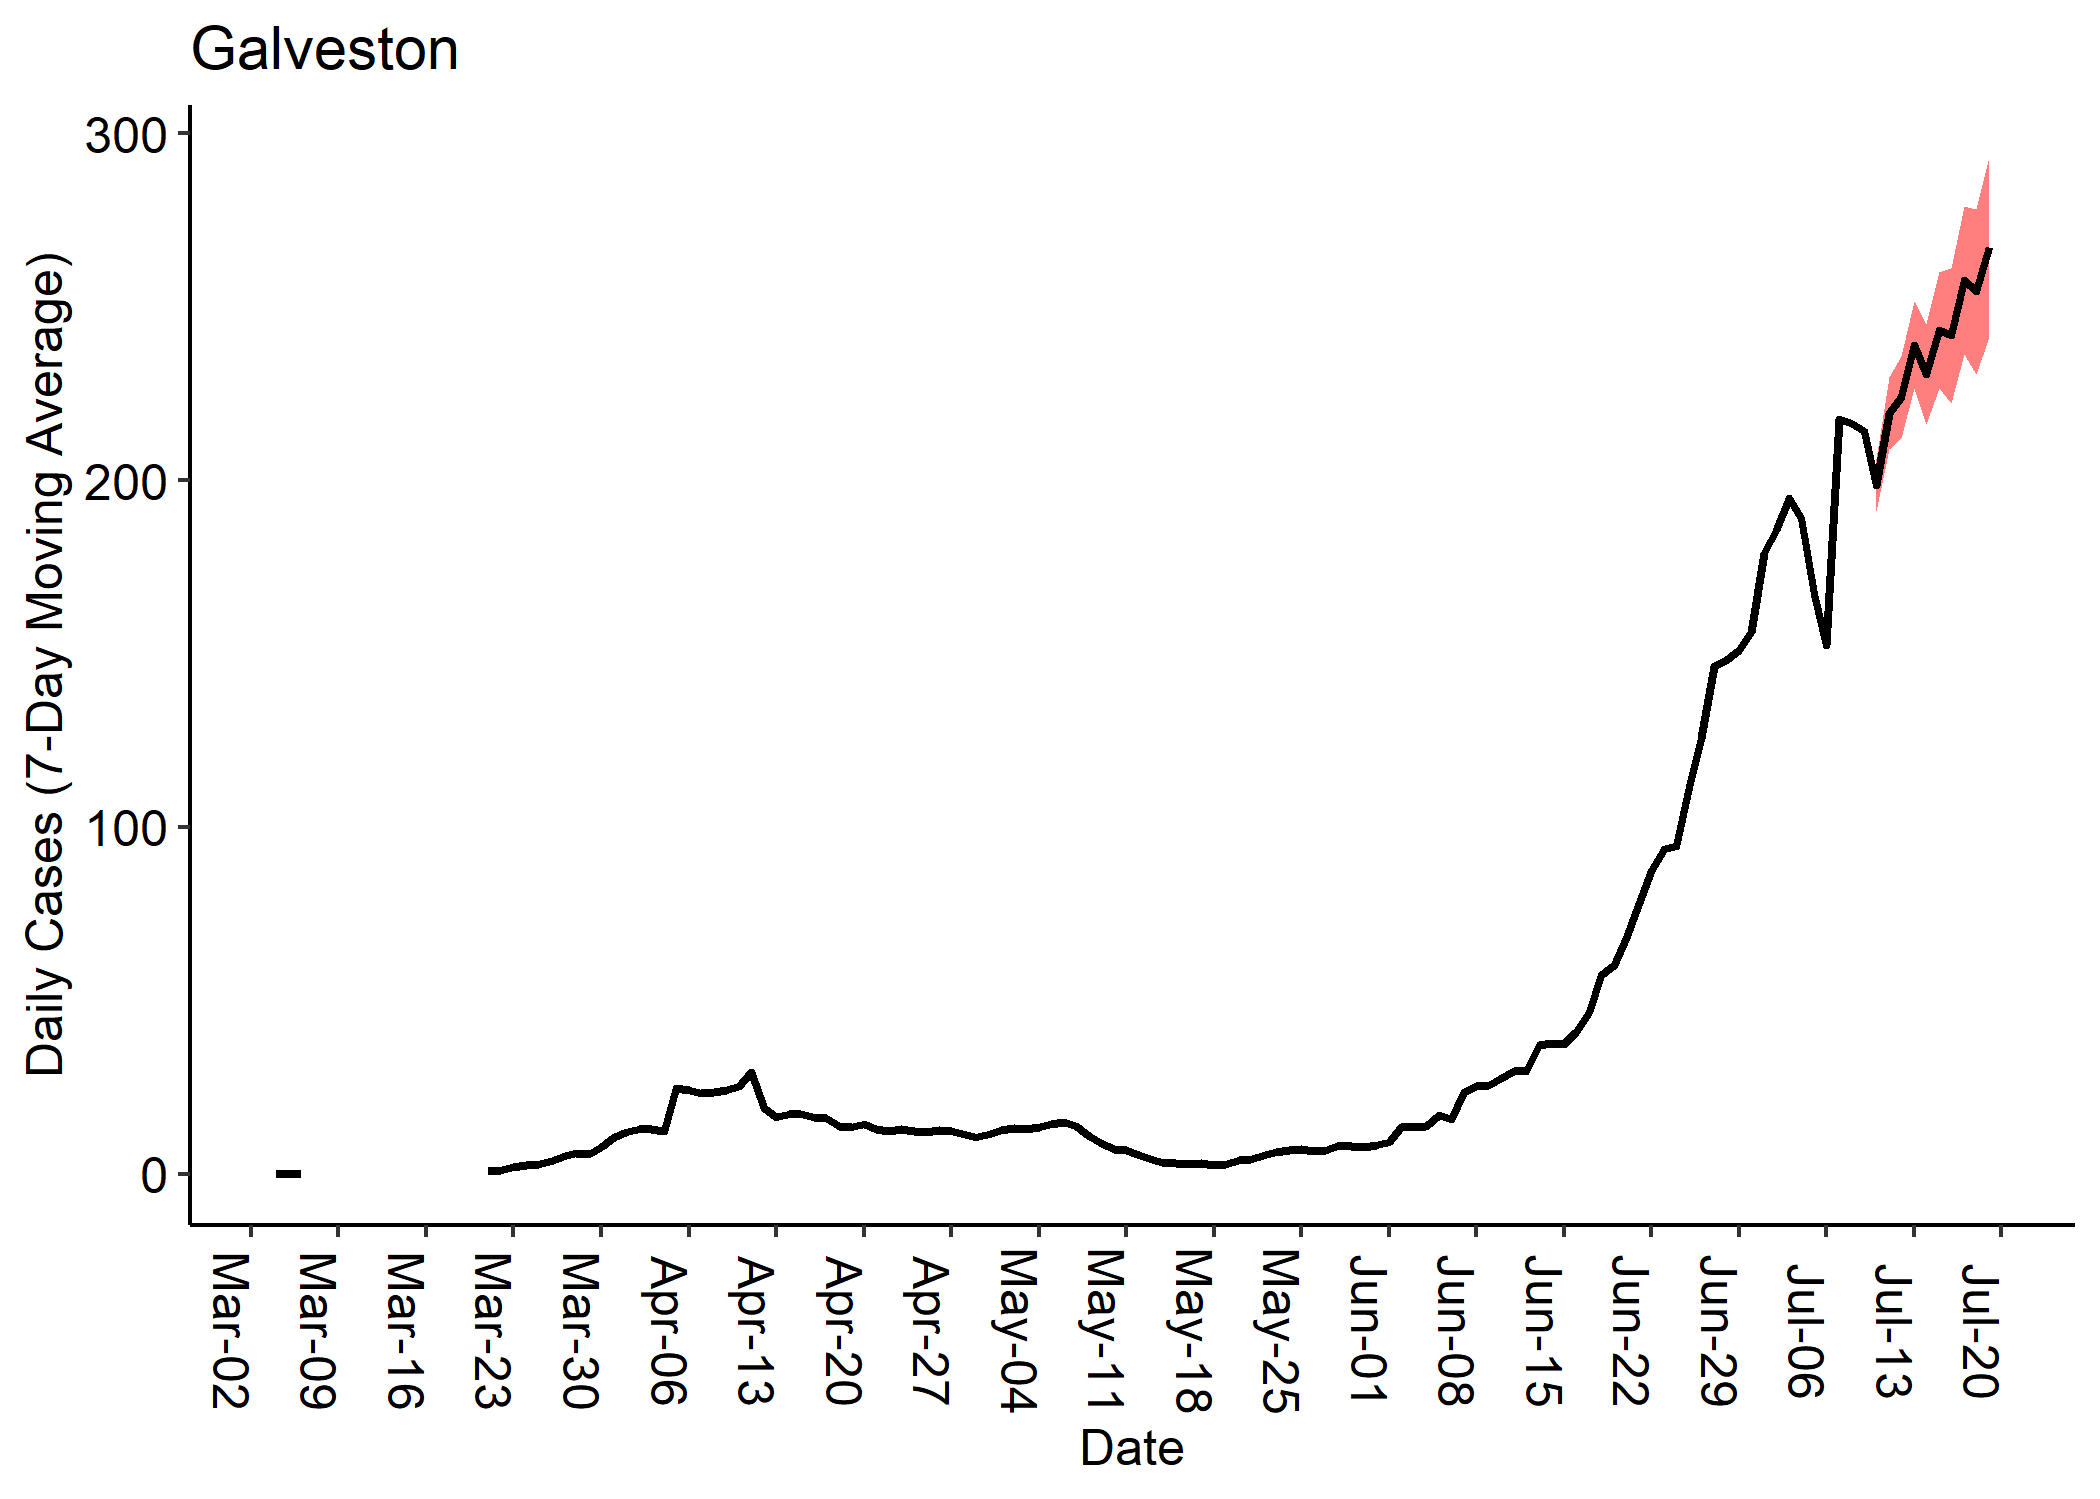 Galveston
Daily Cases (7-Day Moving Average)
300
200
100
0
Mar-02
Mar-09
Mar-16
Mar-23
Mar-30
Apr-06
Apr-13
Apr-20
Apr-27
May-04
May-11
May-18
May-25
Jun-01
Jun-08
Jun-15
Jun-22
Jun-29
Jul-06
Jul-13
Jul-20
Date